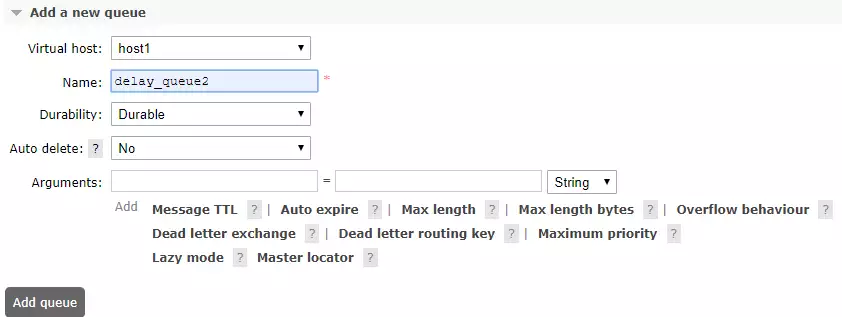 Add a new queue
Virtual host: host1
Name: delay_queue2 *
Durability: Durable
Auto delete: ? No
Arguments: = String
Add Message TTL ? | Auto expire ? | Max length ? | Max length bytes ? | Overflow behaviour ?
Dead letter exchange ? | Dead letter routing key ? | Maximum priority ?
Lazy mode ? Master locator ?
Add queue